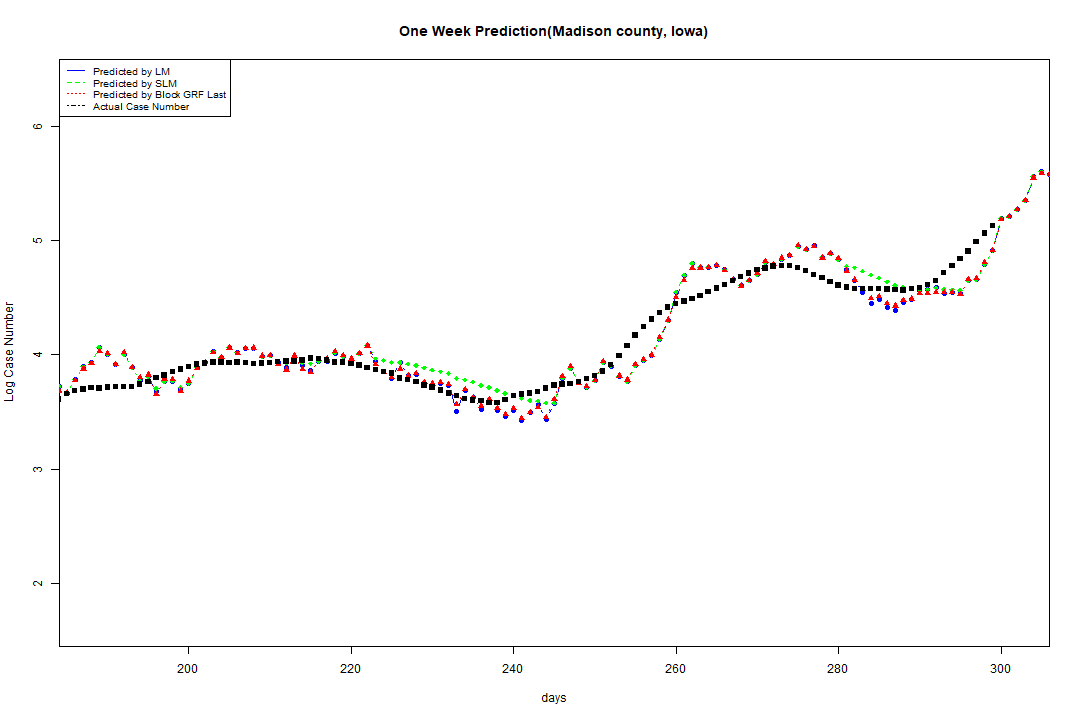 One Week Prediction(Madison county, Iowa)
Predicted by LM
Predicted by SLM
Predicted by Block GRF Last
Actual Case Number
6
5
4
3
2
Log Case Number
200 220 240 260 280 300
days